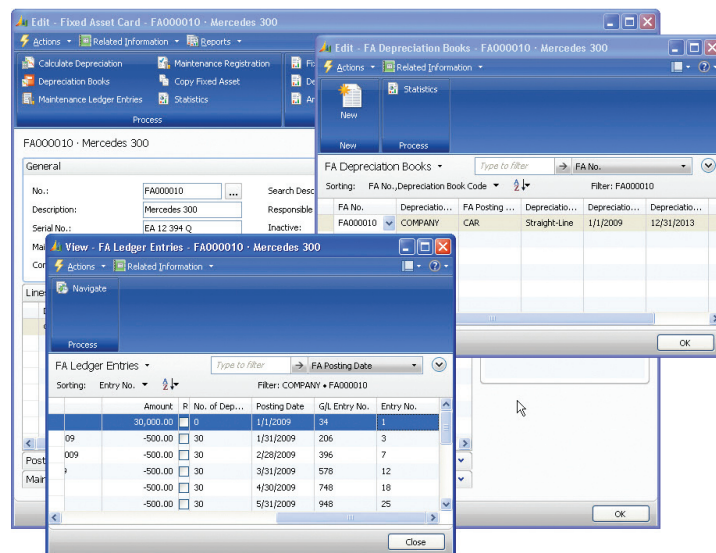 Edit - Fixed Asset Card - FA000010 · Mercedes 300
Actions Related Information Reports
Calculate Depreciation Maintenance Registration
Depreciation Books Copy Fixed Asset
Maintenance Ledger Entries Statistics
Process
FA000010 · Mercedes 300
General
No.: FA000010 ... Search Desc
Description: Mercedes 300 Responsible
Serial No.: EA 12 394 Q Inactive:
Edit - FA Depreciation Books - FA000010 · Mercedes 300
Actions Related Information
Statistics
New
New Process
FA Depreciation Books Type to filter FA No.
Sorting: FA No.,Depreciation Book Code Filter: FA000010
FA No. Depreciatio... FA Posting ... Depreciatio... Depreciatio... Depreciatio...
FA000010 COMPANY CAR Straight-Line 1/1/2009 12/31/2013
OK
View - FA Ledger Entries - FA000010 · Mercedes 300
Actions Related Information
Navigate
Process
FA Ledger Entries Type to filter FA Posting Date
Sorting: Entry No. Filter: COMPANY • FA000010
Amount R No. of Dep... Posting Date G/L Entry No. Entry No.
30,000.00 0 1/1/2009 34 1
09 -500.00 30 1/31/2009 206 3
009 -500.00 30 2/28/2009 396 7
-500.00 30 3/31/2009 578 12
-500.00 30 4/30/2009 748 18
-500.00 30 5/31/2009 948 25
Close
Line
Post
Mair
OK